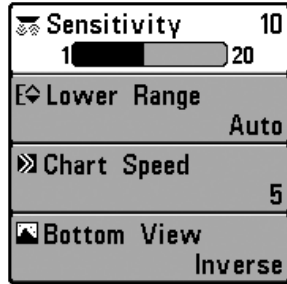 Sensitivity 10
1 20
Lower Range
Auto
Chart Speed
5
Bottom View
Inverse